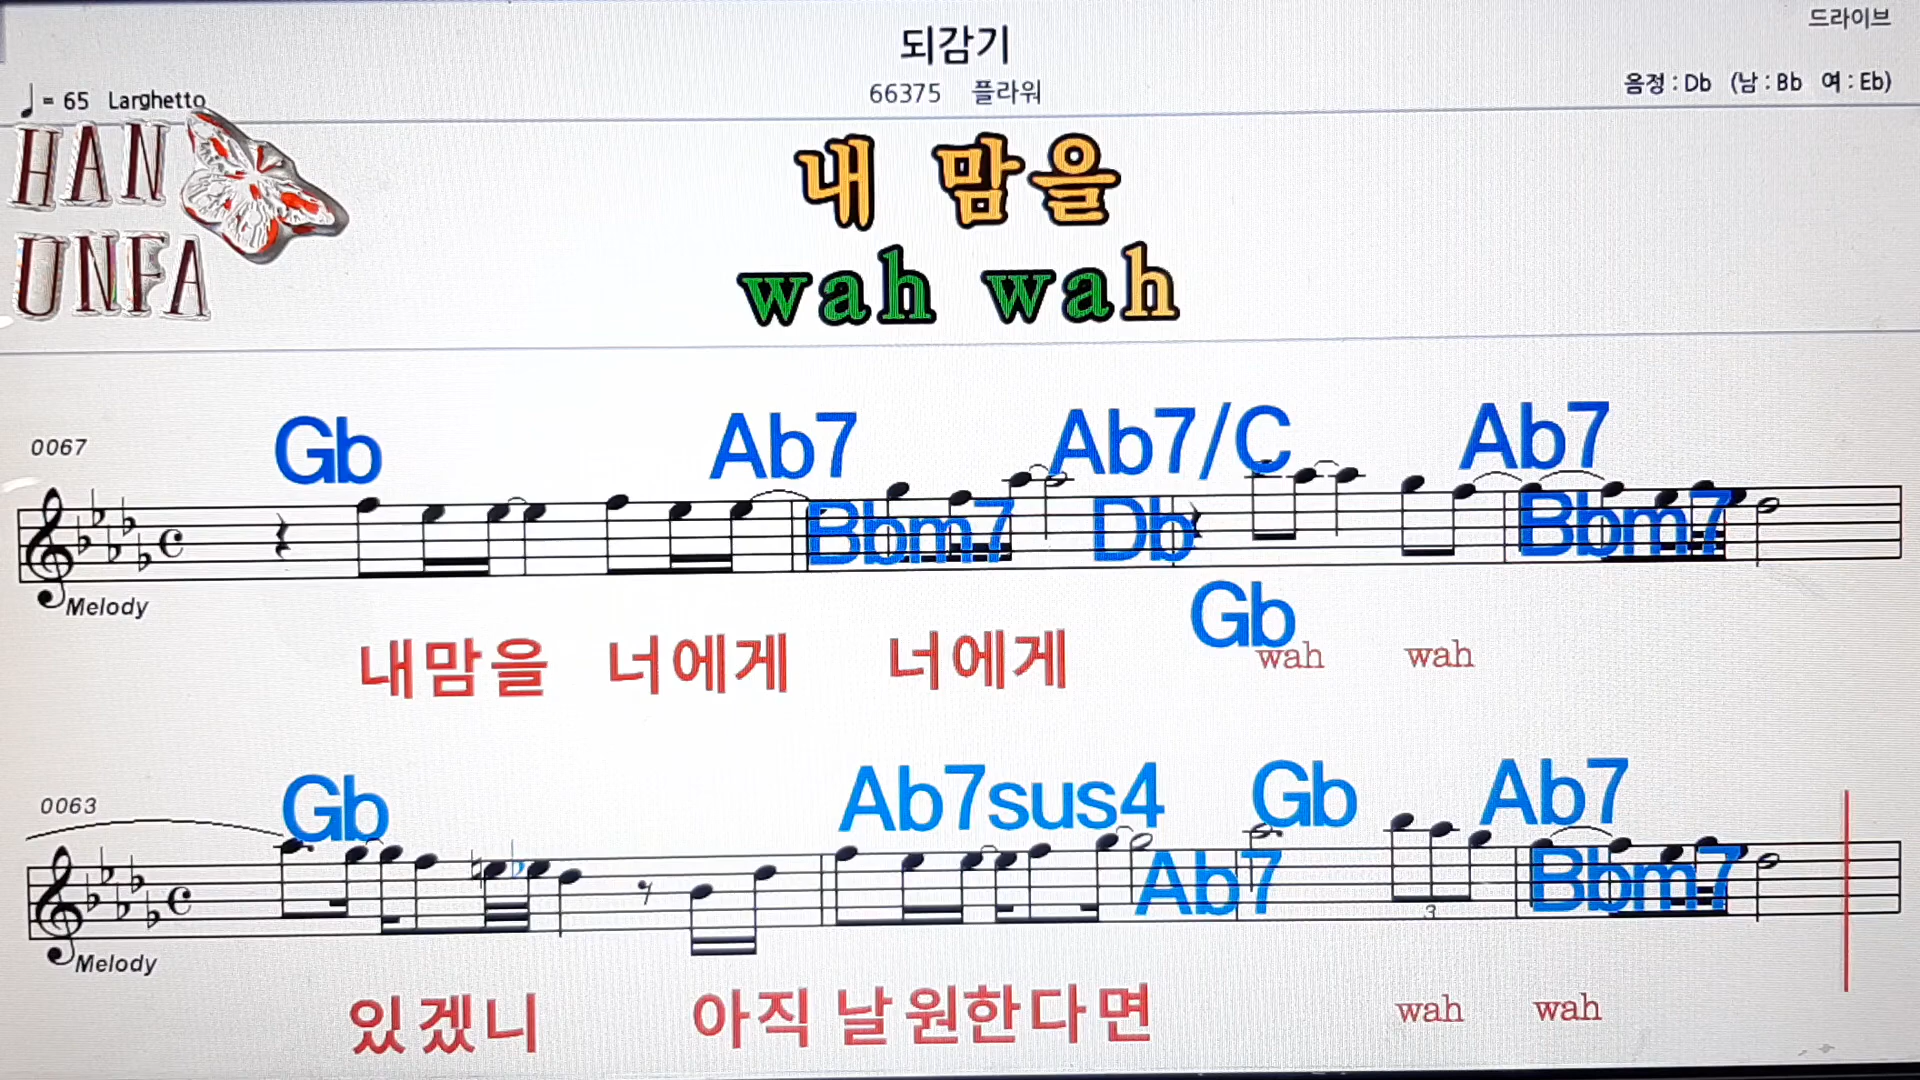 드라이브
되감기
66375 플라워
음정 : Db (남 : Bb 여 : Eb)
♩= 65 Larghetto
HAN
UNFA
내 맘을
wah wah
0067
Gb Ab7 Ab7/C Ab7
Bbm7 Db Bbm7
Gb
Melody
내맘을 너에게 너에게 wah wah
0063
Gb Ab7sus4 Gb Ab7
Ab7 Bbm7
3
Melody
있겠니 아직 날 원한다면 wah wah